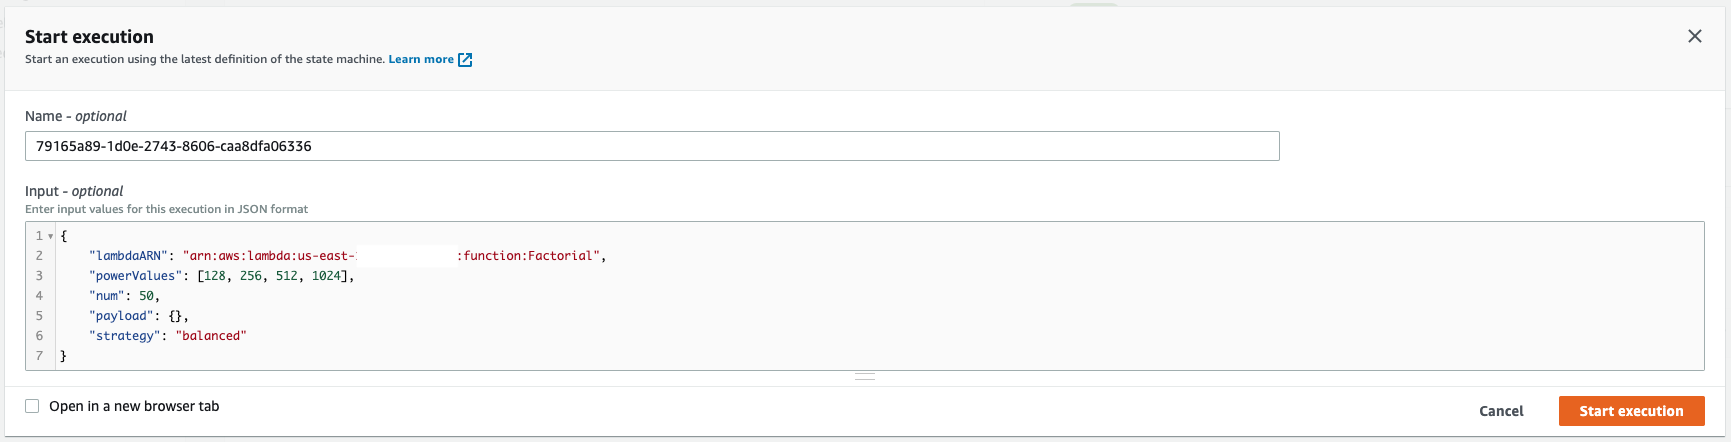 Start execution
Start an execution using the latest definition of the state machine. Learn more
Name - optional
79165a89-1d0e-2743-8606-caa8dfa06336
Input - optional
Enter input values for this execution in JSON format
1 {
2 "lambdaARN": "arn:aws:lambda:us-east- :function:Factorial",
3 "powerValues": [128, 256, 512, 1024],
4 "num": 50,
5 "payload": {},
6 "strategy": "balanced"
7 }
Open in a new browser tab
Cancel
Start execution